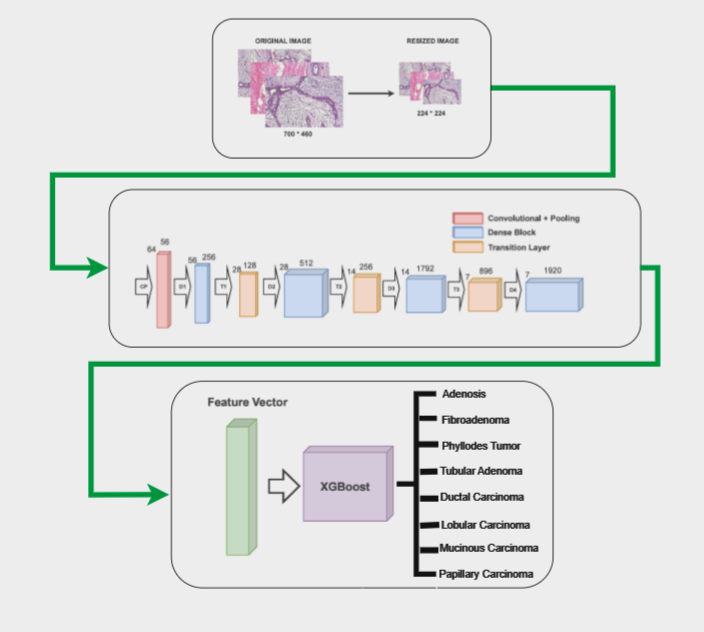 ORIGINAL IMAGE
RESIZED IMAGE
700 * 460
224 * 224
Convolutional + Pooling
Dense Block
Transition Layer
64 56
56 256
28 128
28 512
14 256
14 1792
7 896
7 1920
CP
D1
T1
D2
T2
D3
T3
D4
Feature Vector
XGBoost
Adenosis
Fibroadenoma
Phyllodes Tumor
Tubular Adenoma
Ductal Carcinoma
Lobular Carcinoma
Mucinous Carcinoma
Papillary Carcinoma